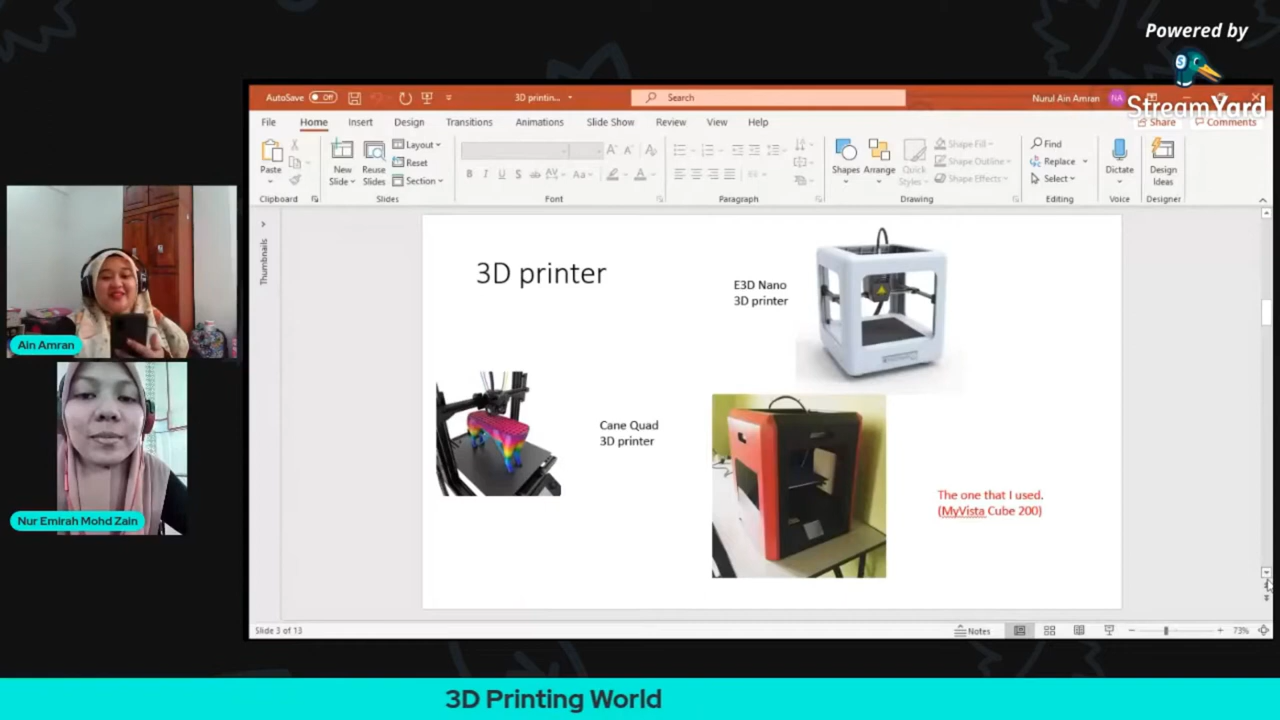 Powered by
StreamYard
AutoSave Off
3D printin...
Search
Nurul Ain Amran
NA
File Home Insert Design Transitions Animations Slide Show Review View Help
Share
Comments
Paste
New
Slide
Reuse
Slides
Layout
Reset
Section
B I U S ab AV Aa A
Shapes
Arrange
Quick
Styles
Shape Fill
Shape Outline
Shape Effects
Find
Replace
Select
Dictate
Design
Ideas
Clipboard
Slides
Font
Paragraph
Drawing
Editing
Voice
Designer
Thumbnails
3D printer
E3D Nano
3D printer
Cane Quad
3D printer
The one that I used.
(MyVista Cube 200)
Ain Amran
Nur Emirah Mohd Zain
Slide 3 of 13
Notes
73%
3D Printing World